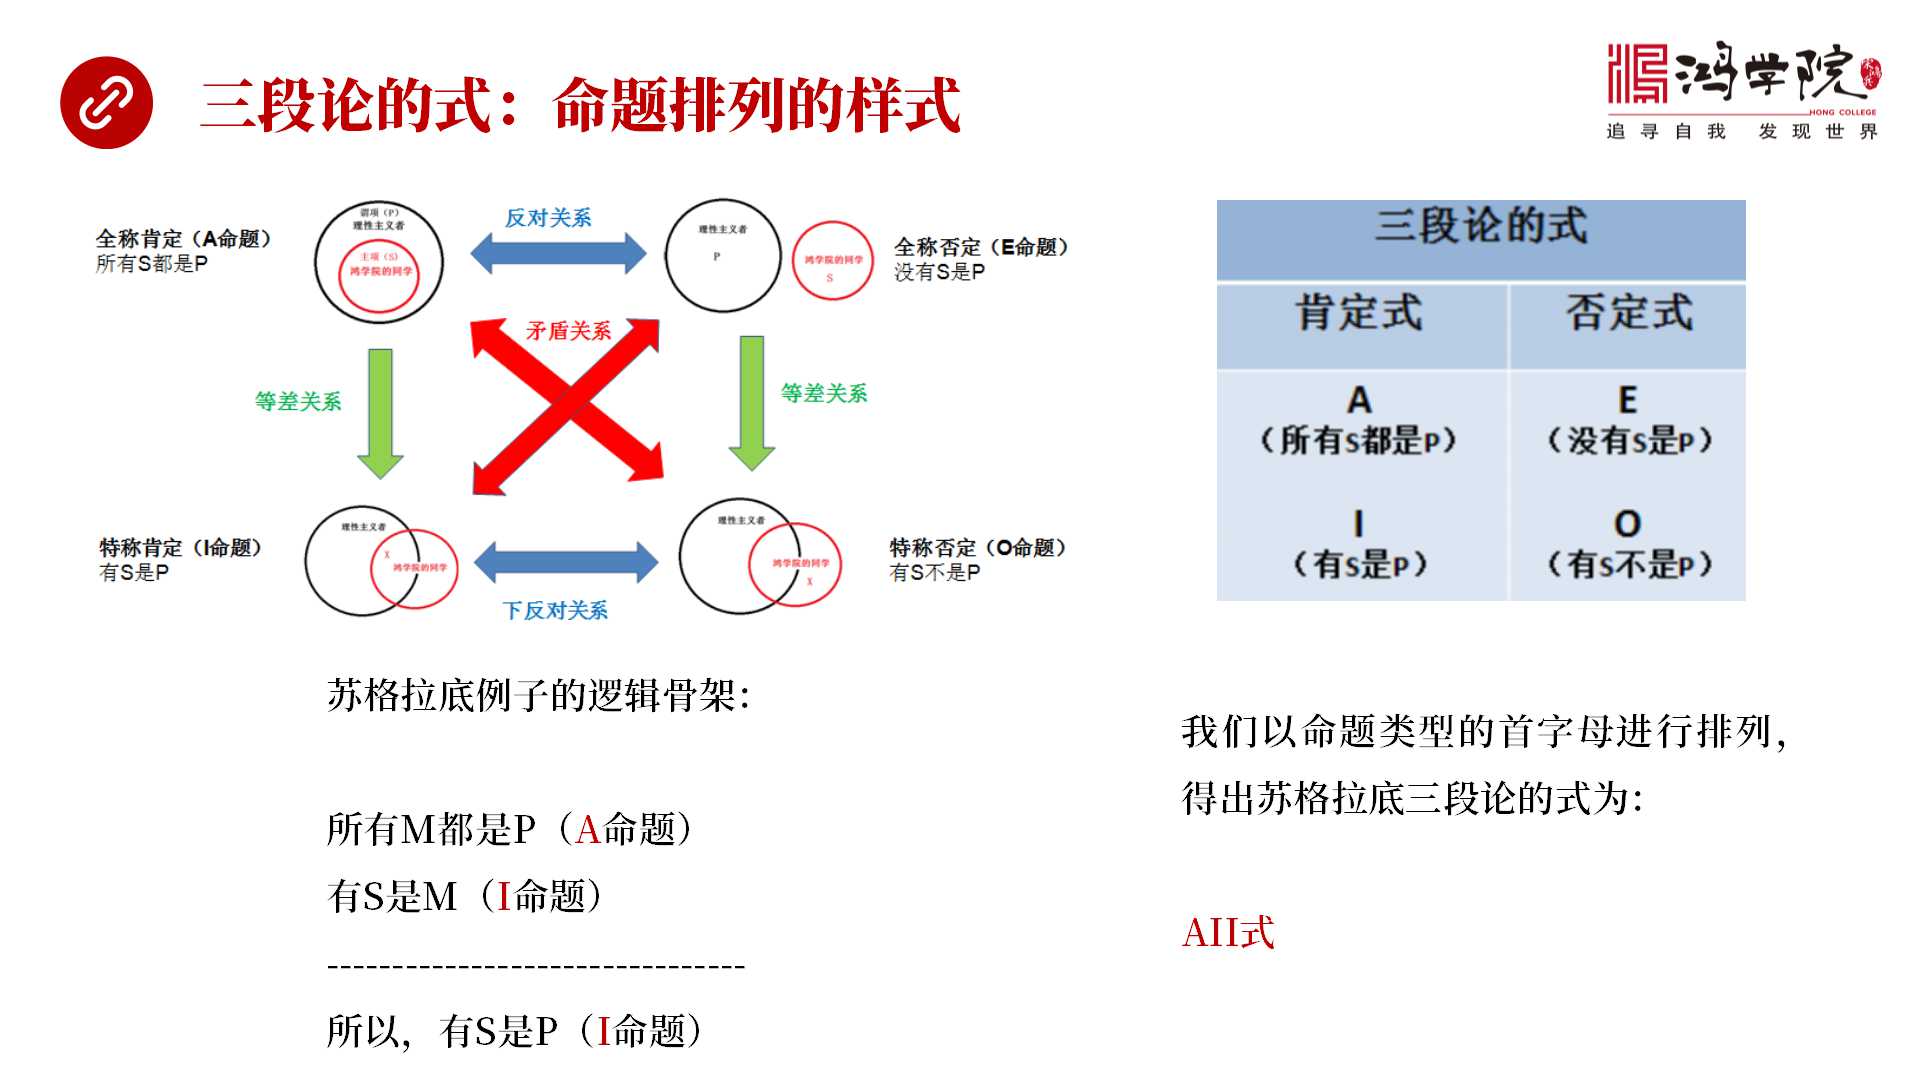 三段论的式：命题排列的样式
鸿学院
HONG COLLEGE
追寻自我 发现世界
全称肯定（A命题）
所有S都是P
谓项（P）
理性主义者
主项（S）
鸿学院的同学
反对关系
理性主义者
P
鸿学院的同学
S
全称否定（E命题）
没有S是P
矛盾关系
等差关系
等差关系
特称肯定（I命题）
有S是P
理性主义者
X
鸿学院的同学
下反对关系
理性主义者
鸿学院的同学
X
特称否定（O命题）
有S不是P
三段论的式
肯定式
否定式
A
（所有S都是P）
E
（没有S是P）
I
（有S是P）
O
（有S不是P）
苏格拉底例子的逻辑骨架：
所有M都是P（A命题）
有S是M（I命题）
--------------------------------
所以，有S是P（I命题）
我们以命题类型的首字母进行排列，
得出苏格拉底三段论的式为：
AII式